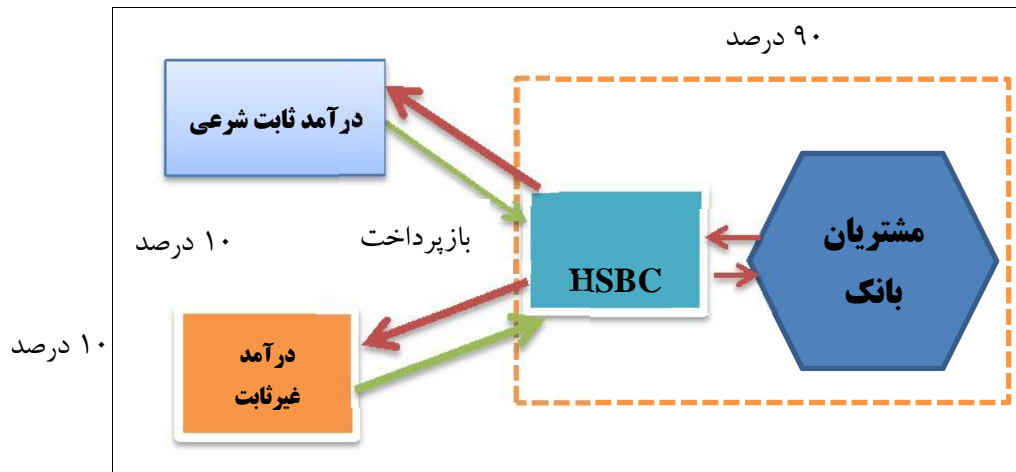 ۹۰ درصد
درآمد ثابت شرعی
مشتریان
بانک
بازپرداخت
۱۰ درصد
HSBC
۱۰ درصد
درآمد
غیرثابت